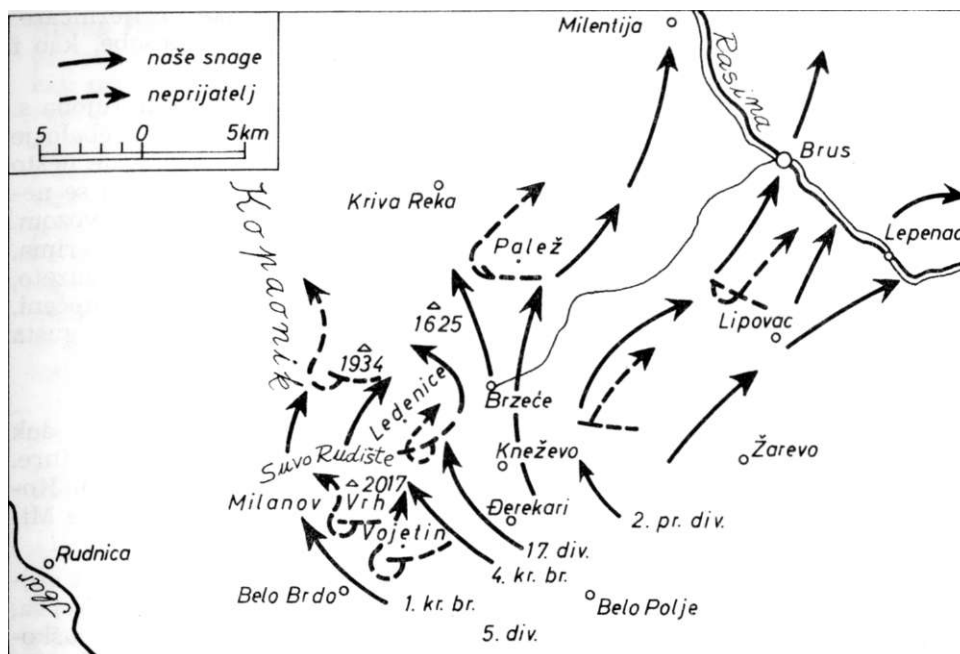 naše snage
neprijatelj
5 0 5km
Milentija
Rasina
Brus
Kriva Reka
Lepenac
Palež
Kopaonik
1625
Lipovac
1934
Ledenice
Brzeće
Suvo Rudište
Kneževo
Žarevo
2017
Milanov Vrh
Đerekari
2. pr. div.
Vojetin
17. div.
Rudnica
4. kr. br.
Ibar
Belo Brdo
1. kr. br.
Belo Polje
5. div.